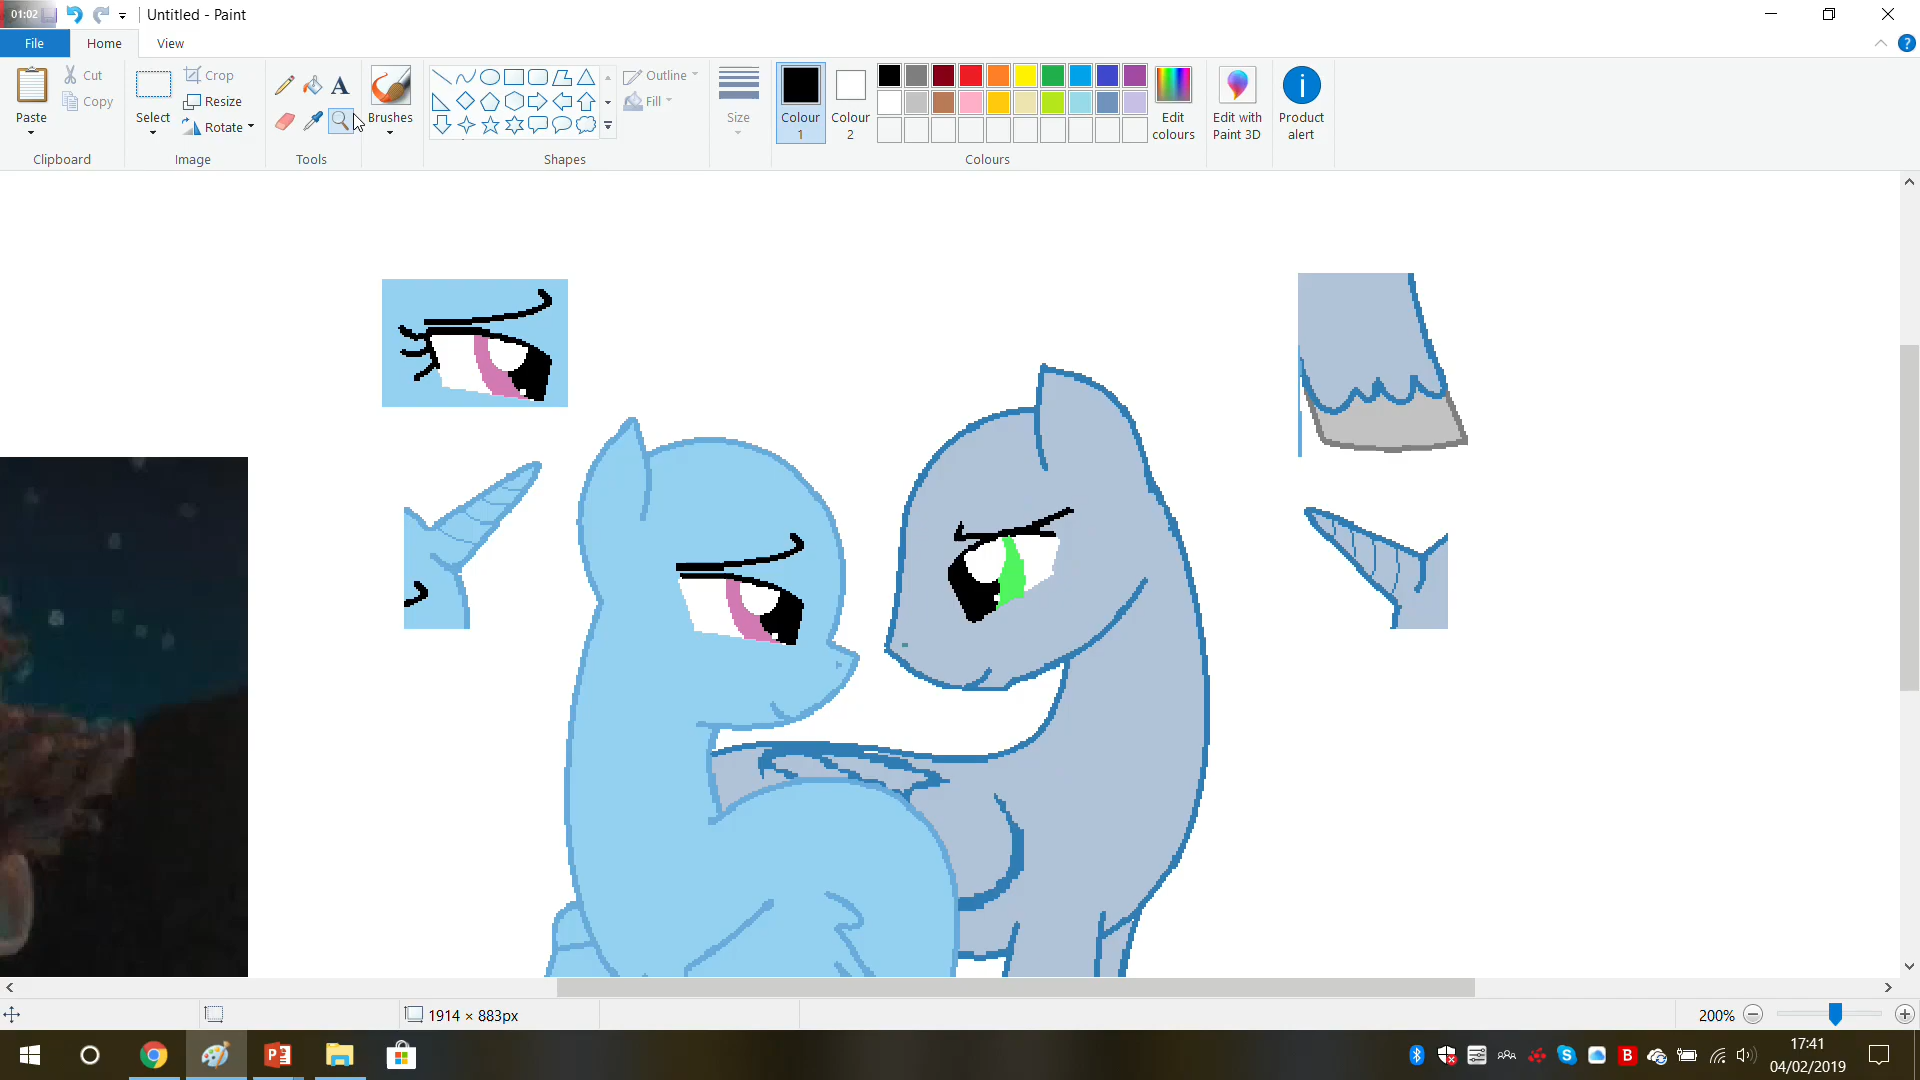 01:02
Untitled - Paint
File Home View
Paste
Cut
Copy
Clipboard
Select
Crop
Resize
Rotate
Image
Tools
Brushes
Shapes
Outline
Fill
Size
Colour 1
Colour 2
Edit colours
Colours
Edit with Paint 3D
Product alert
1914 × 883px
200%
17:41
04/02/2019